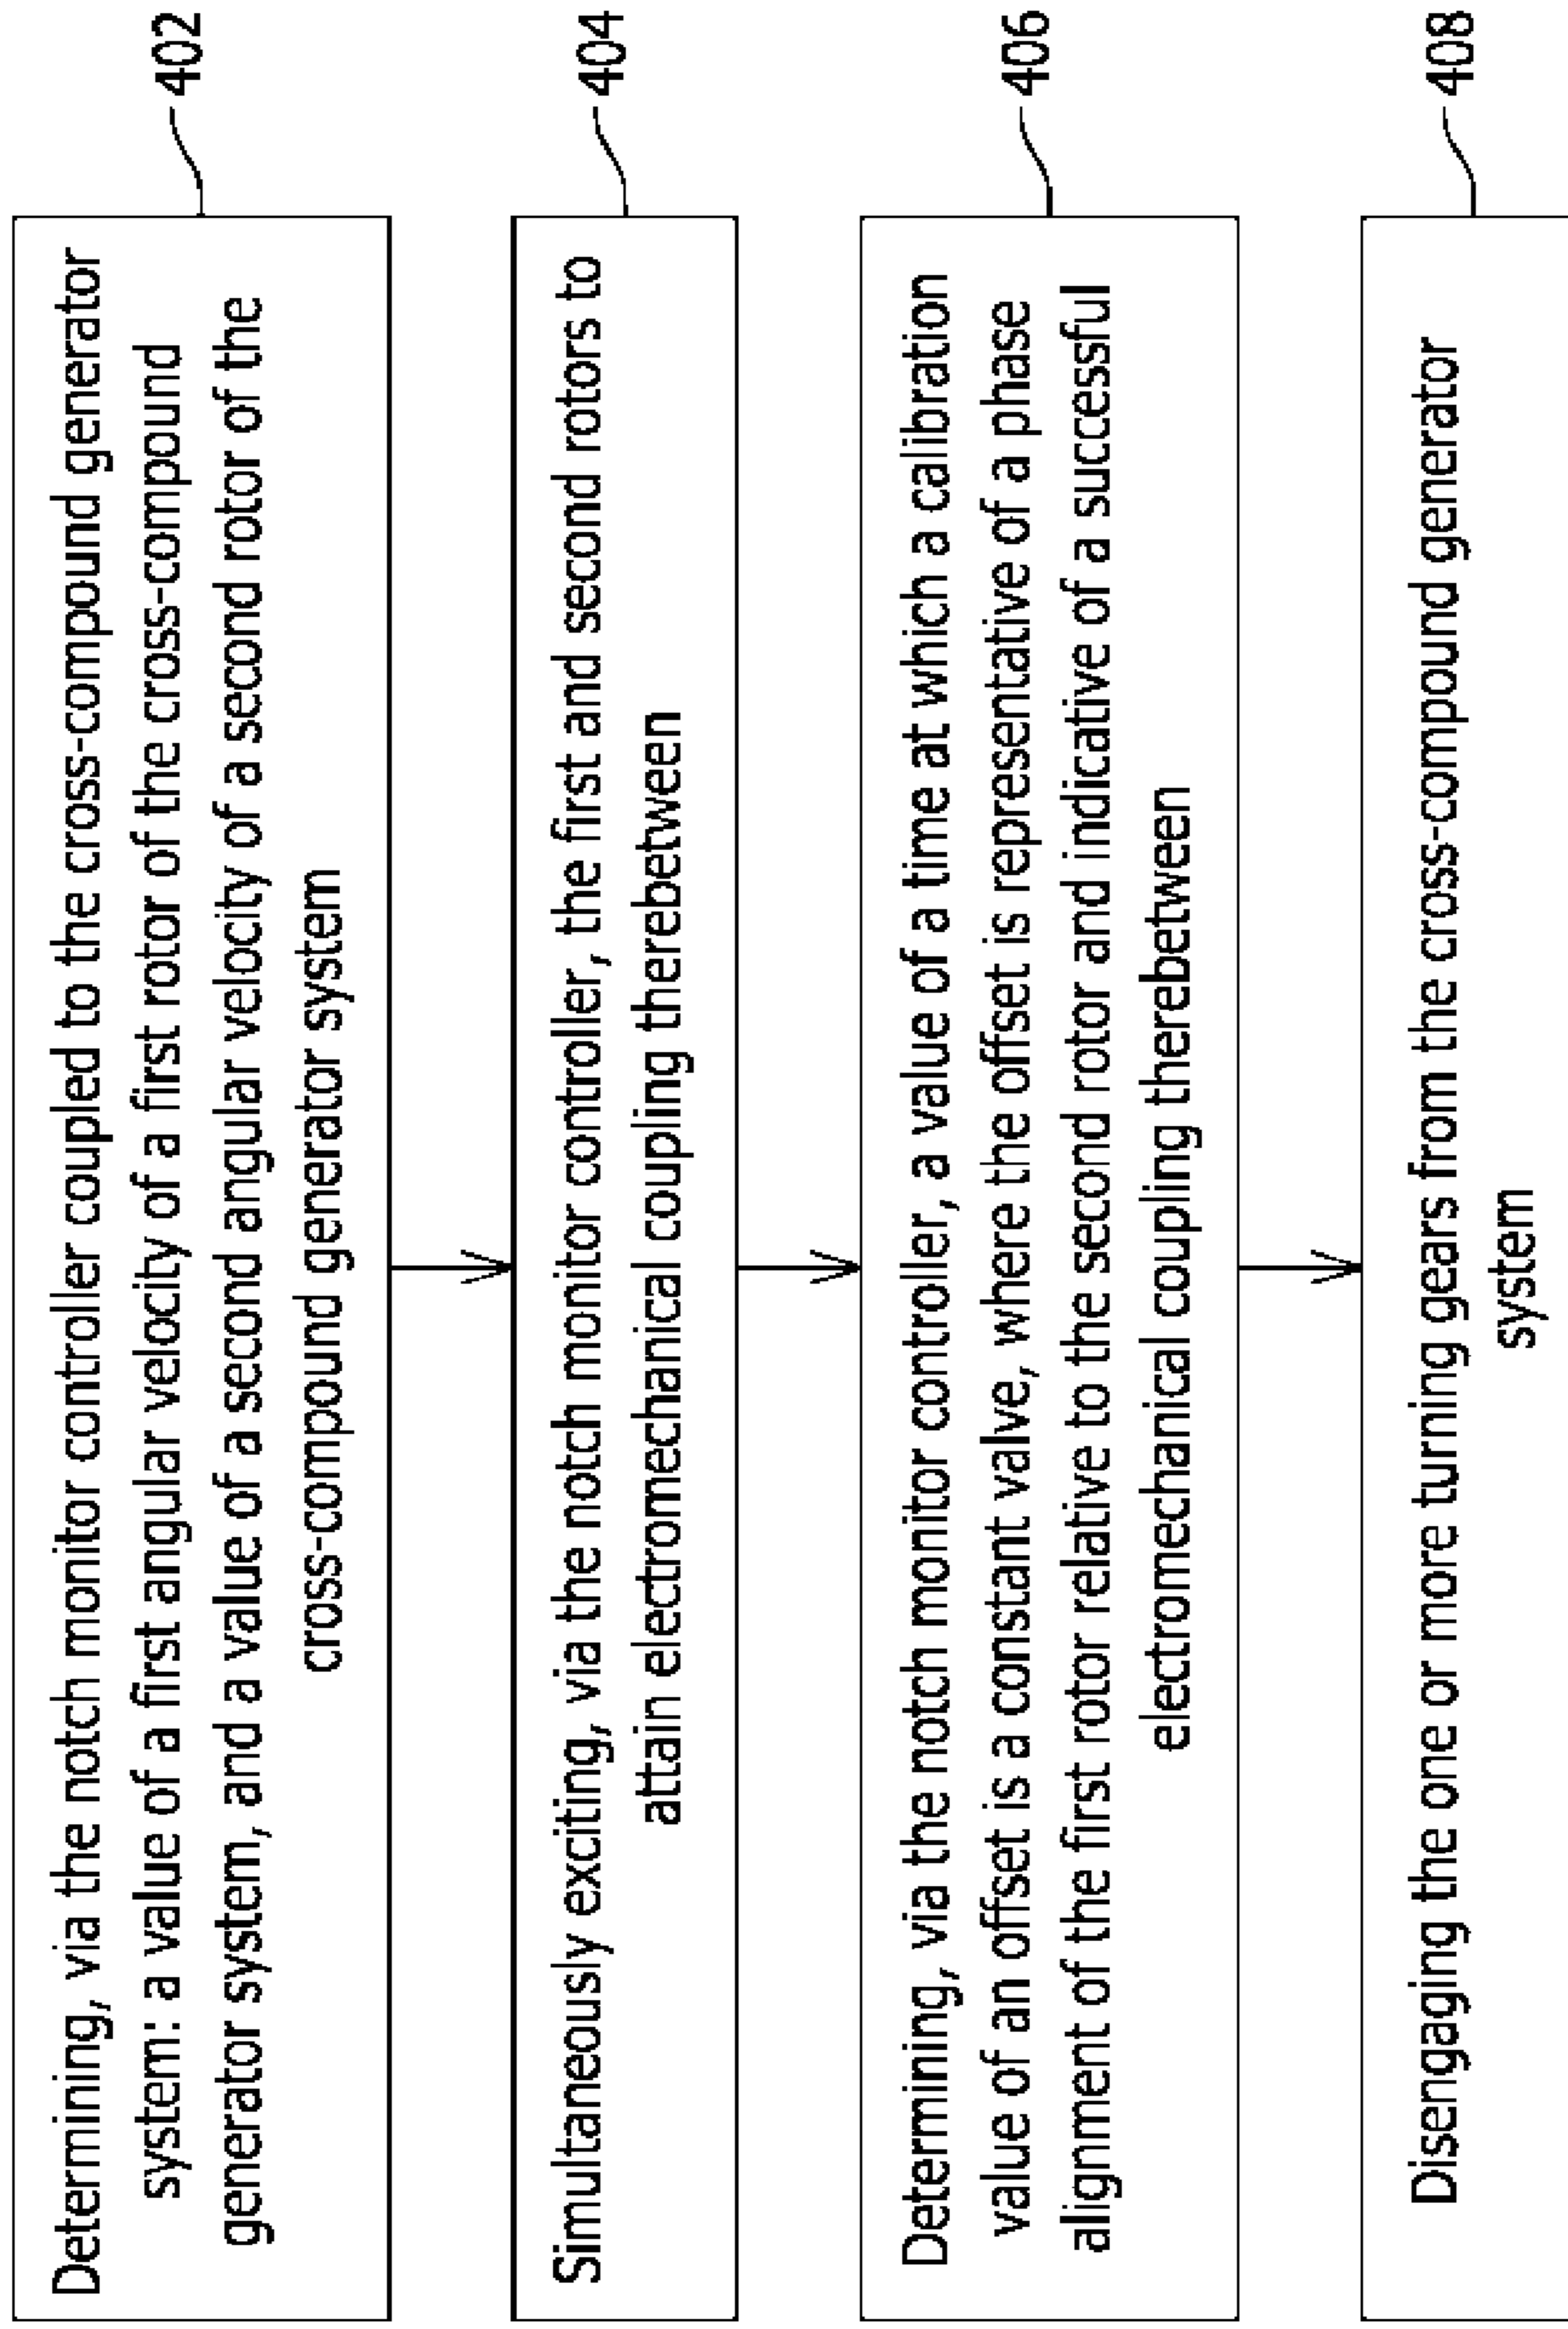 Determining, via the notch monitor controller coupled to the cross-compound generator
system: a value of a first angular velocity of a first rotor of the cross-compound
generator system, and a value of a second angular velocity of a second rotor of the
cross-compound generator system
402
Simultaneously exciting, via the notch monitor controller, the first and second rotors to
attain electromechanical coupling therebetween
404
Determining, via the notch monitor controller, a value of a time at which a calibration
value of an offset is a constant valve, where the offset is representative of a phase
alignment of the first rotor relative to the second rotor and indicative of a successful
electromechanical coupling therebetween
406
Disengaging the one or more turning gears from the cross-compound generator
system
408